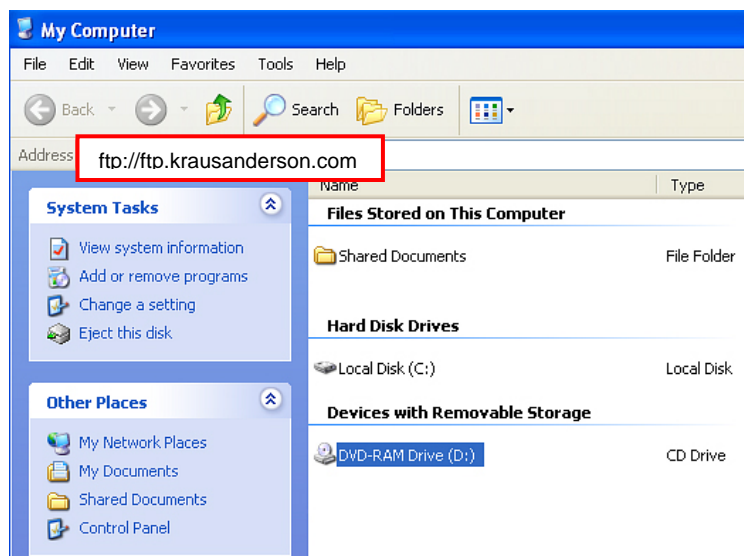 My Computer
File Edit View Favorites Tools Help
Back Search Folders
Address ftp://ftp.krausanderson.com
Name Type
System Tasks
View system information
Add or remove programs
Change a setting
Eject this disk
Other Places
My Network Places
My Documents
Shared Documents
Control Panel
Files Stored on This Computer
Shared Documents File Folder
Hard Disk Drives
Local Disk (C:) Local Disk
Devices with Removable Storage
DVD-RAM Drive (D:) CD Drive